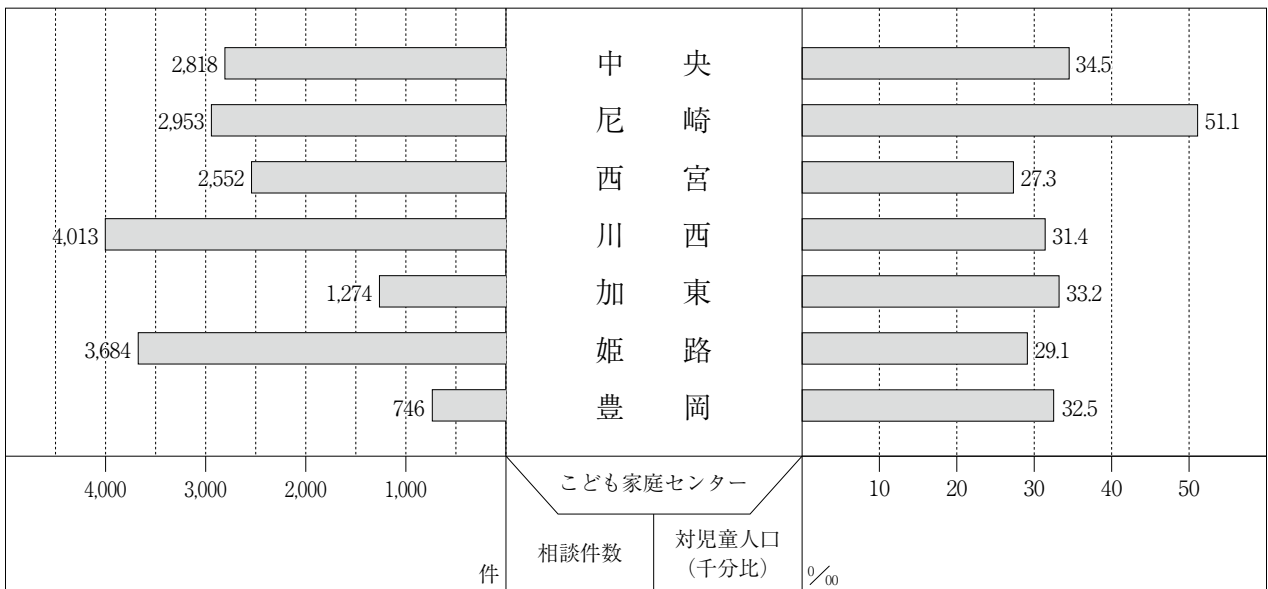 2,818 中央 34.5
2,953 尼崎 51.1
2,552 西宮 27.3
4,013 川西 31.4
1,274 加東 33.2
3,684 姫路 29.1
746 豊岡 32.5
4,000 3,000 2,000 1,000 こども家庭センター 10 20 30 40 50
相談件数
対児童人口
（千分比）
件
0/00